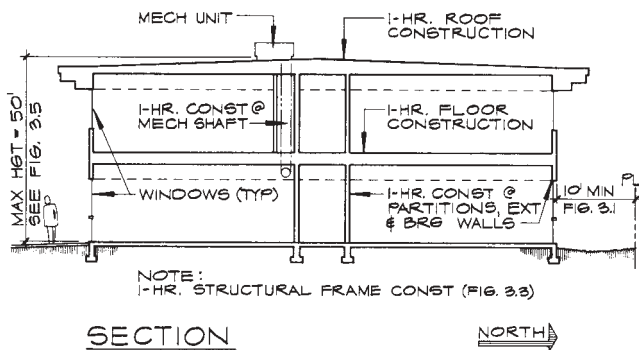 MECH UNIT
1-HR. ROOF
CONSTRUCTION
MAX HGT = 50'
SEE FIG. 3.5
1-HR. CONST @
MECH SHAFT
1-HR. FLOOR
CONSTRUCTION
WINDOWS (TYP)
1-HR. CONST @
PARTITIONS, EXT
& BRG WALLS
10' MIN
FIG. 3.1
PL
NOTE:
1-HR. STRUCTURAL FRAME CONST (FIG. 3.3)
SECTION
NORTH